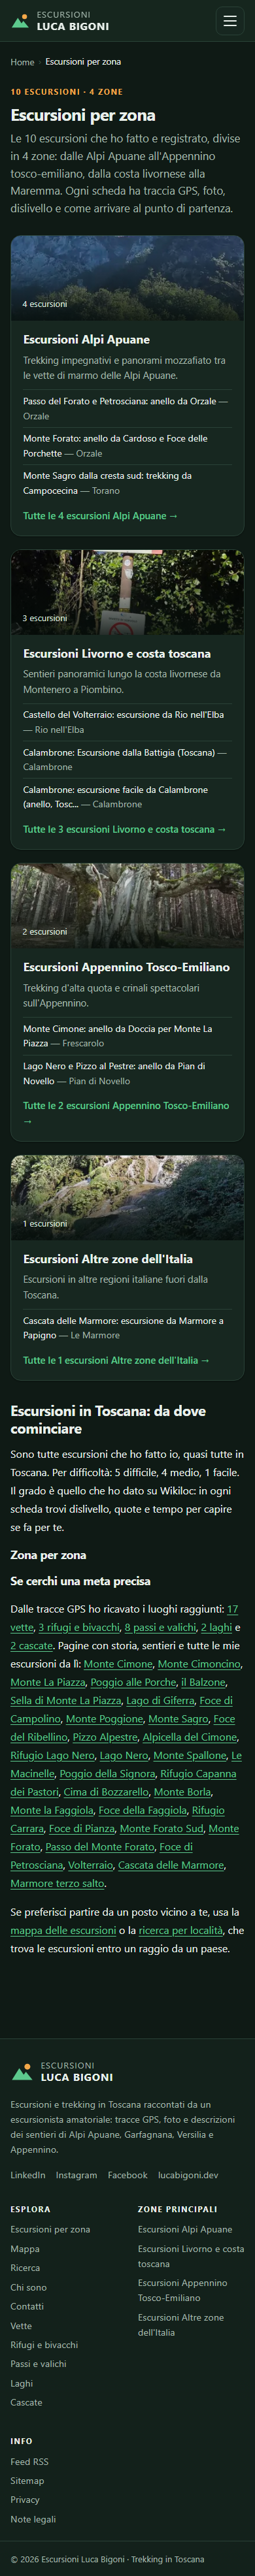 ESCURSIONI
LUCA BIGONI
Home › Escursioni per zona
10 ESCURSIONI · 4 ZONE
Escursioni per zona
Le 10 escursioni che ho fatto e registrato, divise
in 4 zone: dalle Alpi Apuane all'Appennino
tosco-emiliano, dalla costa livornese alla
Maremma. Ogni scheda ha traccia GPS, foto,
dislivello e come arrivare al punto di partenza.
4 escursioni
Escursioni Alpi Apuane
Trekking impegnativi e panorami mozzafiato tra
le vette di marmo delle Alpi Apuane.
Passo del Forato e Petrosciana: anello da Orzale —
Orzale
Monte Forato: anello da Cardoso e Foce delle
Porchette — Orzale
Monte Sagro dalla cresta sud: trekking da
Campocecina — Torano
Tutte le 4 escursioni Alpi Apuane →
3 escursioni
Escursioni Livorno e costa toscana
Sentieri panoramici lungo la costa livornese da
Montenero a Piombino.
Castello del Volterraio: escursione da Rio nell'Elba
— Rio nell'Elba
Calambrone: Escursione dalla Battigia (Toscana) —
Calambrone
Calambrone: escursione facile da Calambrone
(anello, Tosc... — Calambrone
Tutte le 3 escursioni Livorno e costa toscana →
2 escursioni
Escursioni Appennino Tosco-Emiliano
Trekking d'alta quota e crinali spettacolari
sull'Appennino.
Monte Cimone: anello da Doccia per Monte La
Piazza — Frescarolo
Lago Nero e Pizzo al Pestre: anello da Pian di
Novello — Pian di Novello
Tutte le 2 escursioni Appennino Tosco-Emiliano
→
1 escursioni
Escursioni Altre zone dell'Italia
Escursioni in altre regioni italiane fuori dalla
Toscana.
Cascata delle Marmore: escursione da Marmore a
Papigno — Le Marmore
Tutte le 1 escursioni Altre zone dell'Italia →
Escursioni in Toscana: da dove
cominciare
Sono tutte escursioni che ho fatto io, quasi tutte in
Toscana. Per difficoltà: 5 difficile, 4 medio, 1 facile.
Il grado è quello che ho dato su Wikiloc: in ogni
scheda trovi dislivello, quote e tempo per capire
se fa per te.
Zona per zona
Se cerchi una meta precisa
Dalle tracce GPS ho ricavato i luoghi raggiunti: 17
vette, 3 rifugi e bivacchi, 8 passi e valichi, 2 laghi e
2 cascate. Pagine con storia, sentieri e tutte le mie
escursioni da lì: Monte Cimone, Monte Cimoncino,
Monte La Piazza, Poggio alle Porche, il Balzone,
Sella di Monte La Piazza, Lago di Giferra, Foce di
Campolino, Monte Poggione, Monte Sagro, Foce
del Ribellino, Pizzo Alpestre, Alpicella del Cimone,
Rifugio Lago Nero, Lago Nero, Monte Spallone, Le
Macinelle, Poggio della Signora, Rifugio Capanna
dei Pastori, Cima di Bozzarello, Monte Borla,
Monte la Faggiola, Foce della Faggiola, Rifugio
Carrara, Foce di Pianza, Monte Forato Sud, Monte
Forato, Passo del Monte Forato, Foce di
Petrosciana, Volterraio, Cascata delle Marmore,
Marmore terzo salto.
Se preferisci partire da un posto vicino a te, usa la
mappa delle escursioni o la ricerca per località, che
trova le escursioni entro un raggio da un paese.
ESCURSIONI
LUCA BIGONI
Escursioni e trekking in Toscana raccontati da un
escursionista amatoriale: tracce GPS, foto e descrizioni
dei sentieri di Alpi Apuane, Garfagnana, Versilia e
Appennino.
LinkedIn Instagram Facebook lucabigoni.dev
ESPLORA
Escursioni per zona
Mappa
Ricerca
Chi sono
Contatti
Vette
Rifugi e bivacchi
Passi e valichi
Laghi
Cascate
ZONE PRINCIPALI
Escursioni Alpi Apuane
Escursioni Livorno e costa
toscana
Escursioni Appennino
Tosco-Emiliano
Escursioni Altre zone
dell'Italia
INFO
Feed RSS
Sitemap
Privacy
Note legali
© 2026 Escursioni Luca Bigoni · Trekking in Toscana